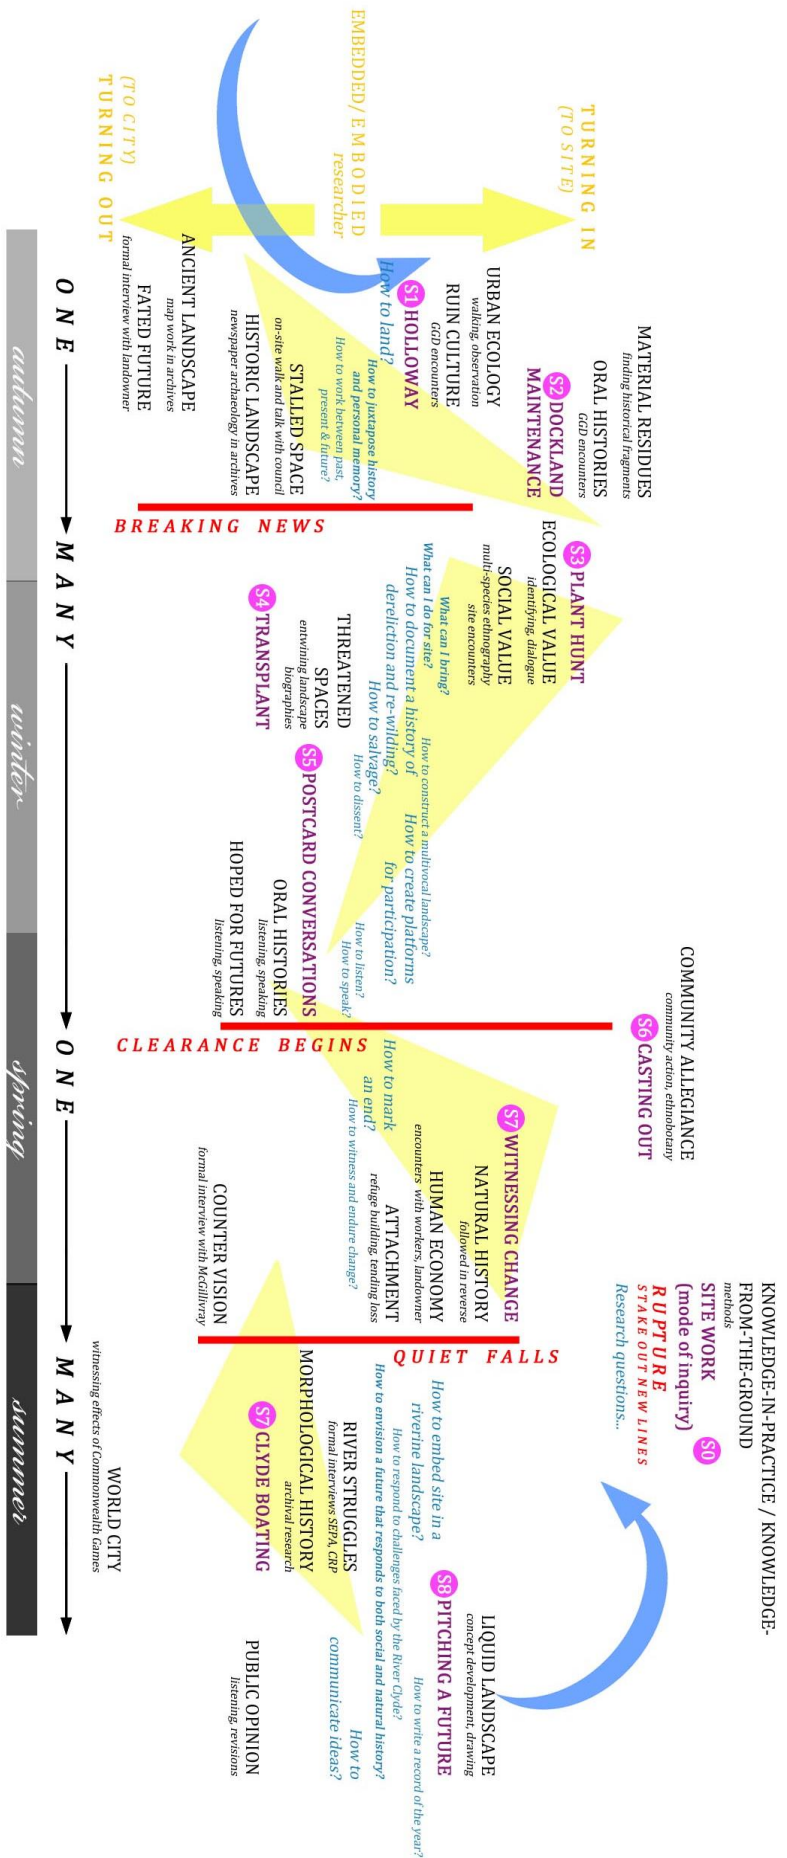 KNOWLEDGE-IN-PRACTICE / KNOWLEDGE-
FROM-THE-GROUND
methods
SITE WORK
(mode of inquiry)
S0
RUPTURE
STAKE OUT NEW LINES
Research questions...
TURNING IN
(TO SITE)
EMBEDDED/EMBODIED
researcher
(TO CITY)
TURNING OUT
MATERIAL RESIDUES
finding historical fragments
ORAL HISTORIES
GGD encounters
S2 DOCKLAND
MAINTENANCE
URBAN ECOLOGY
walking, observation
RUIN CULTURE
GGD encounters
S1 HOLLOWAY
How to land?
How to juxtapose history
and personal memory?
How to work between past,
present & future?
STALLED SPACE
on-site walk and talk with council
HISTORIC LANDSCAPE
newspaper archaeology in archives
ANCIENT LANDSCAPE
map work in archives
FATED FUTURE
formal interview with landowner
BREAKING NEWS
S3 PLANT HUNT
ECOLOGICAL VALUE
identifying, dialogue
SOCIAL VALUE
multi-species ethnography
site encounters
What can I bring?
What can I do for site?
How to document a history of
dereliction and re-wilding?
How to salvage?
How to dissent?
THREATENED
SPACES
entwining landscape
biographies
S4 TRANSPLANT
How to construct a multivocal landscape?
How to create platforms
for participation?
How to listen?
How to speak?
S5 POSTCARD CONVERSATIONS
ORAL HISTORIES
listening, speaking
HOPED FOR FUTURES
listening, speaking
CLEARANCE BEGINS
COMMUNITY ALLEGIANCE
community action, ethnobotany
S6 CASTING OUT
S7 WITNESSING CHANGE
NATURAL HISTORY
followed in reverse
HUMAN ECONOMY
encounters with workers, landowner
ATTACHMENT
refuge building, tending loss
How to mark
an end?
How to witness and endure change?
COUNTER VISION
formal interview with McGillivray
QUIET FALLS
How to embed site in a
riverine landscape?
How to respond to challenges faced by the River Clyde?
How to envision a future that responds to both social and natural history?
RIVER STRUGGLES
formal interviews SEPA, CRP
MORPHOLOGICAL HISTORY
archival research
S7 CLYDE BOATING
WORLD CITY
witnessing effects of Commonwealth Games
LIQUID LANDSCAPE
concept development, drawing
S8 PITCHING A FUTURE
How to write a record of the year?
How to
communicate ideas?
PUBLIC OPINION
listening, revisions
ONE MANY ONE MANY
autumn winter spring summer